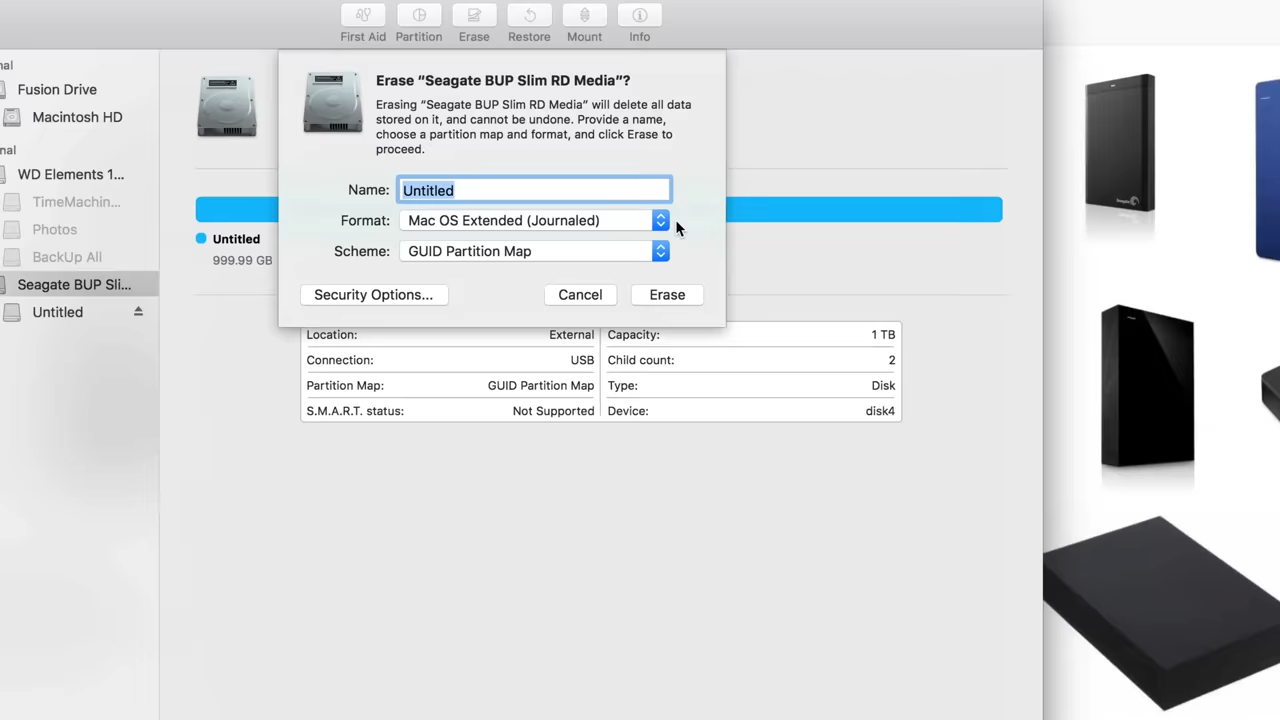 First Aid
Partition
Erase
Restore
Mount
Info
nal
Fusion Drive
Macintosh HD
nal
WD Elements 1...
TimeMachin...
Photos
BackUp All
Seagate BUP Sli...
Untitled
Untitled
999.99 GB
Erase “Seagate BUP Slim RD Media”?
Erasing “Seagate BUP Slim RD Media” will delete all data
stored on it, and cannot be undone. Provide a name,
choose a partition map and format, and click Erase to
proceed.
Name: Untitled
Format: Mac OS Extended (Journaled)
Scheme: GUID Partition Map
Security Options...
Cancel
Erase
Location: External
Connection: USB
Partition Map: GUID Partition Map
S.M.A.R.T. status: Not Supported
Capacity: 1 TB
Child count: 2
Type: Disk
Device: disk4
Seagate